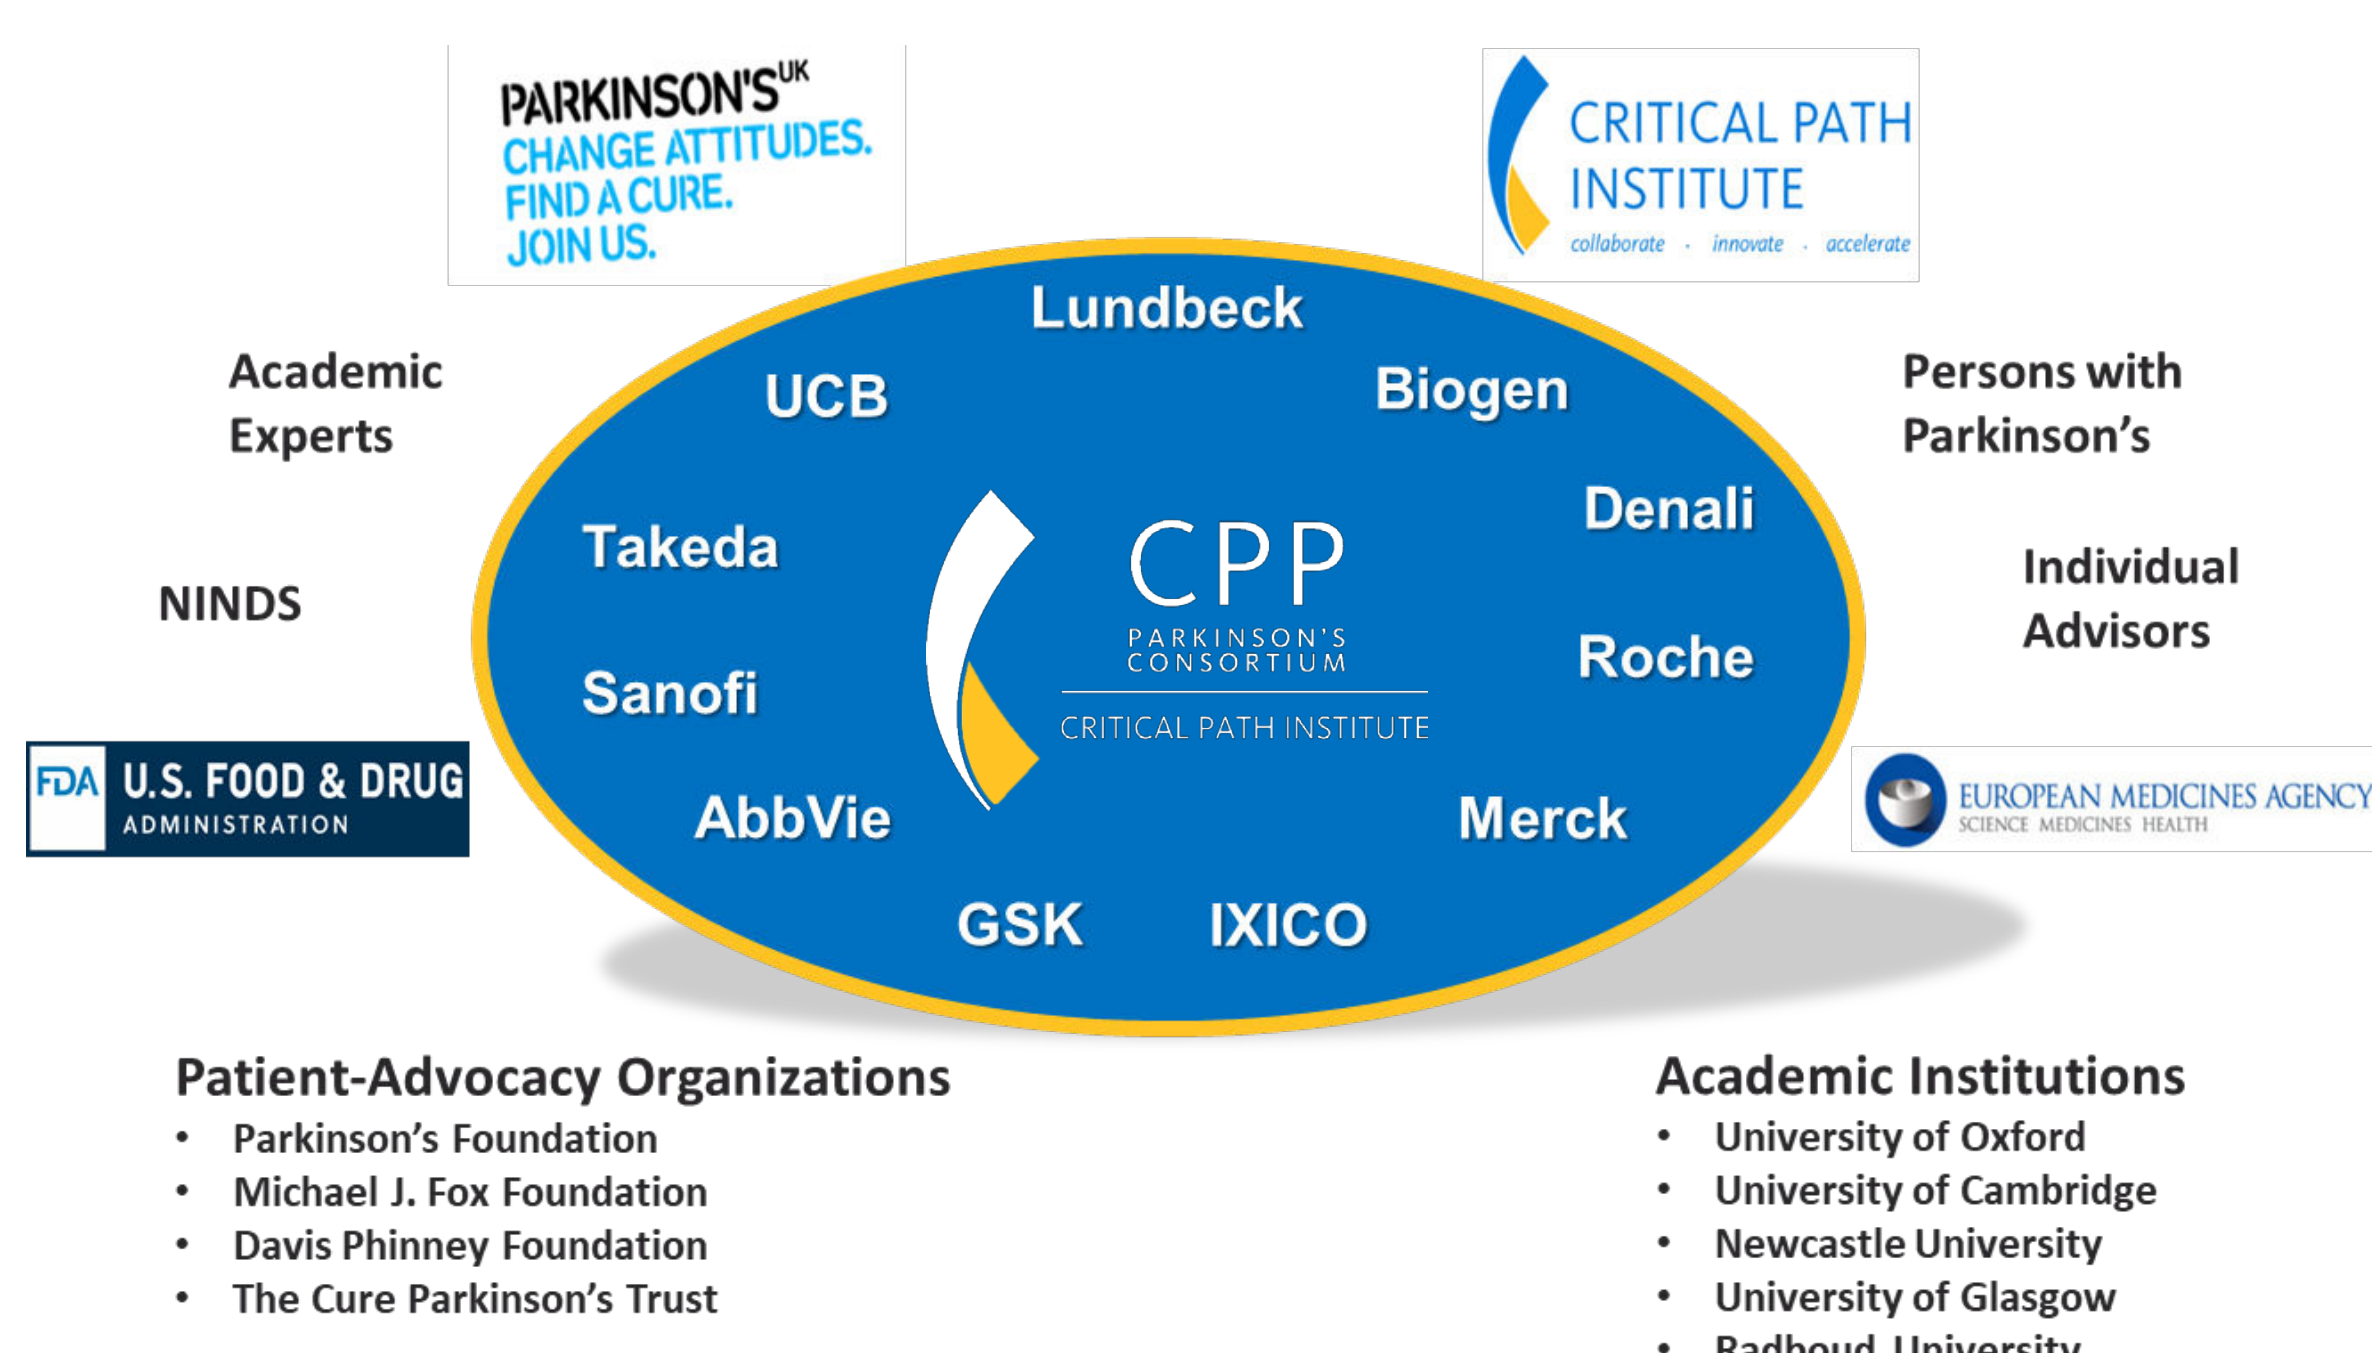 PARKINSON'S UK
CHANGE ATTITUDES.
FIND A CURE.
JOIN US.
CRITICAL PATH
INSTITUTE
collaborate · innovate · accelerate
Academic
Experts
NINDS
FDA U.S. FOOD & DRUG
ADMINISTRATION
Lundbeck
UCB
Biogen
Takeda
Denali
Sanofi
Roche
AbbVie
Merck
GSK
IXICO
CPP
PARKINSON'S
CONSORTIUM
CRITICAL PATH INSTITUTE
Persons with
Parkinson’s
Individual
Advisors
EUROPEAN MEDICINES AGENCY
SCIENCE MEDICINES HEALTH
Patient-Advocacy Organizations
• Parkinson’s Foundation
• Michael J. Fox Foundation
• Davis Phinney Foundation
• The Cure Parkinson’s Trust
Academic Institutions
• University of Oxford
• University of Cambridge
• Newcastle University
• University of Glasgow
• Radboud University